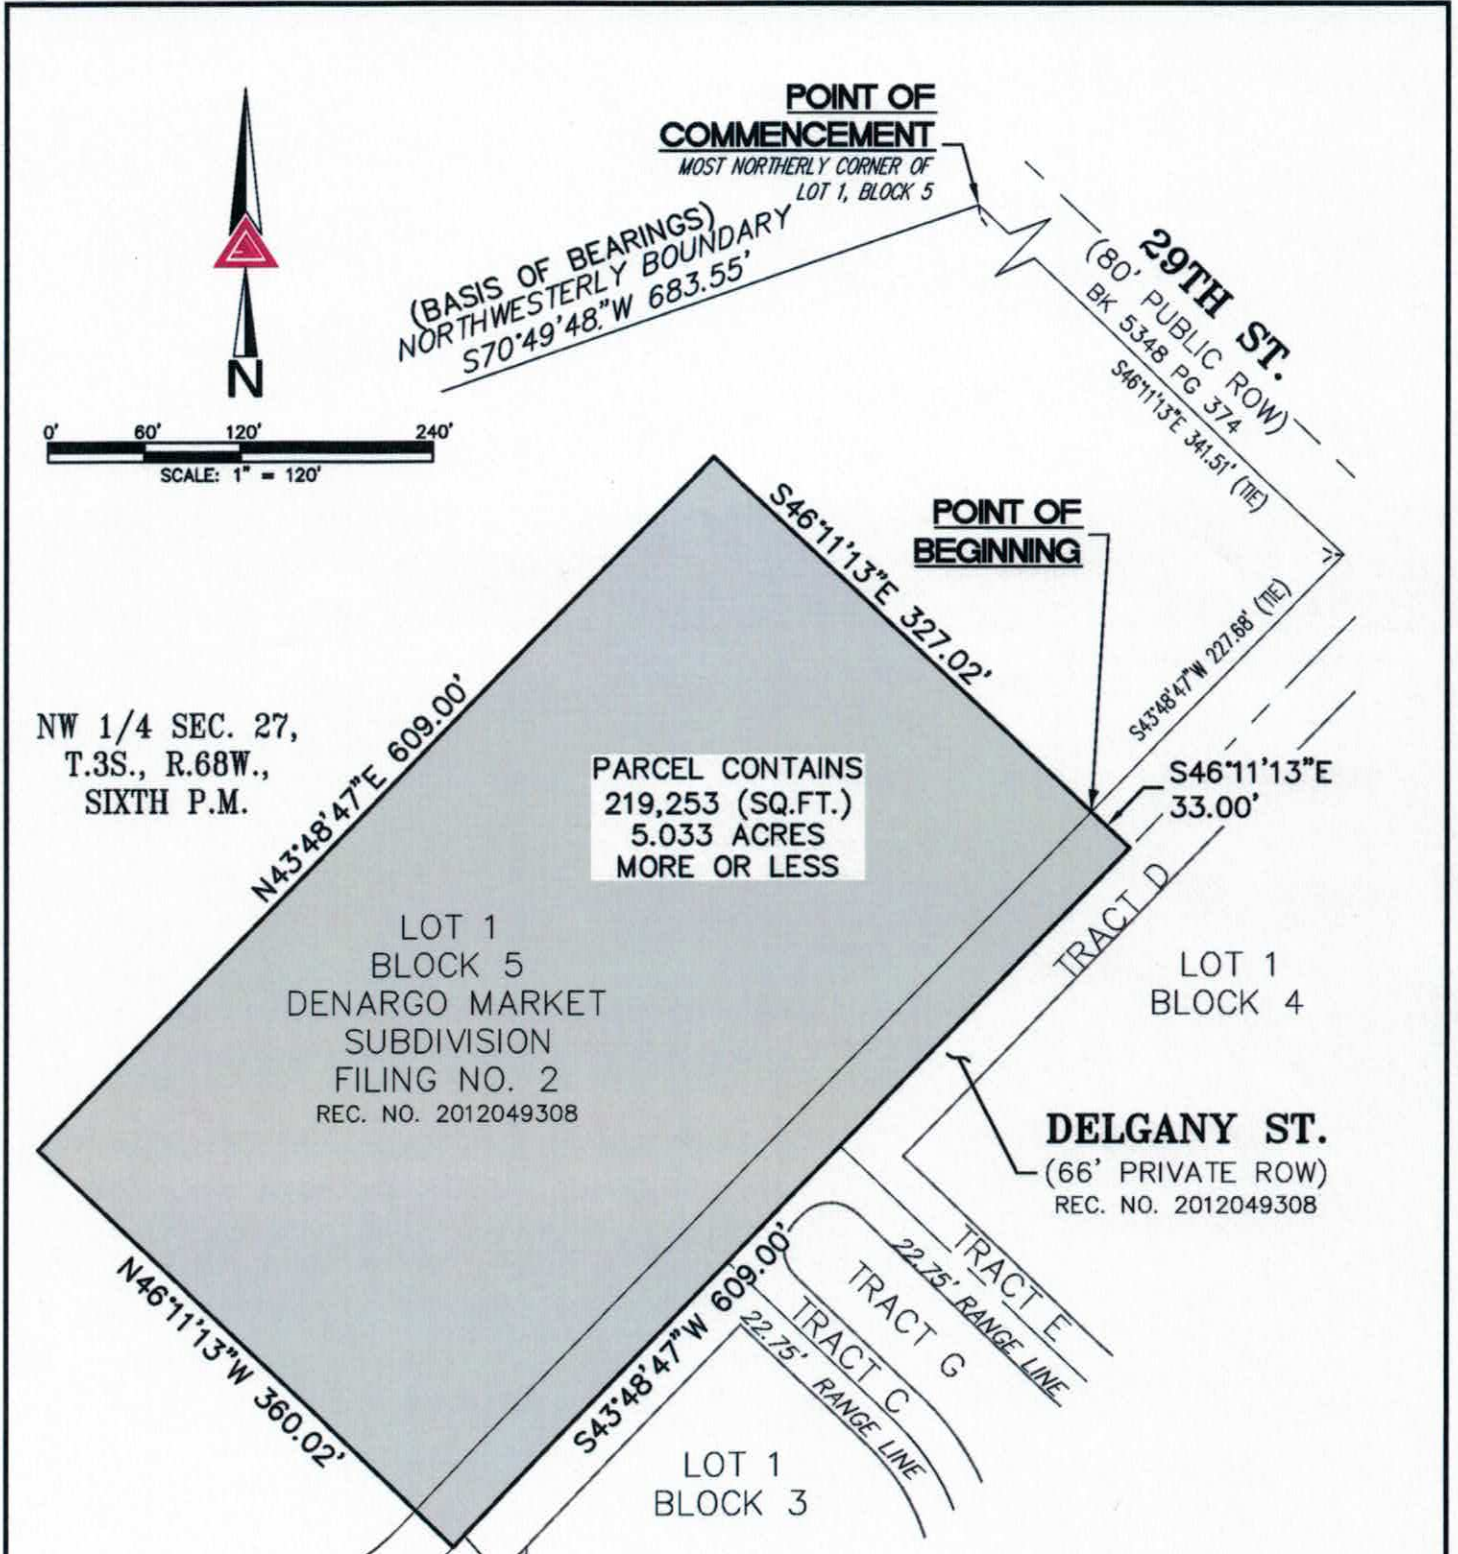 POINT OF
COMMENCEMENT
MOST NORTHERLY CORNER OF
LOT 1, BLOCK 5
(BASIS OF BEARINGS)
NORTHWESTERLY BOUNDARY
S70°49'48."W 683.55'
29TH ST.
(80' PUBLIC ROW)
BK 5348 PG 374
S46°11'13"E 341.51' (TIE)
N
0' 60' 120' 240'
SCALE: 1" = 120'
S46°11'13"E 327.02'
POINT OF
BEGINNING
S43°48'47"W 227.68' (TIE)
NW 1/4 SEC. 27,
T.3S., R.68W.,
SIXTH P.M.
N43°48'47"E 609.00'
PARCEL CONTAINS
219,253 (SQ.FT.)
5.033 ACRES
MORE OR LESS
S46°11'13"E
33.00'
TRACT D
LOT 1
BLOCK 5
DENARGO MARKET
SUBDIVISION
FILING NO. 2
REC. NO. 2012049308
LOT 1
BLOCK 4
DELGANY ST.
(66' PRIVATE ROW)
REC. NO. 2012049308
TRACT E
22.75' RANGE LINE
TRACT G
TRACT C
22.75' RANGE LINE
S43°48'47"W 609.00'
N46°11'13"W 360.02'
LOT 1
BLOCK 3